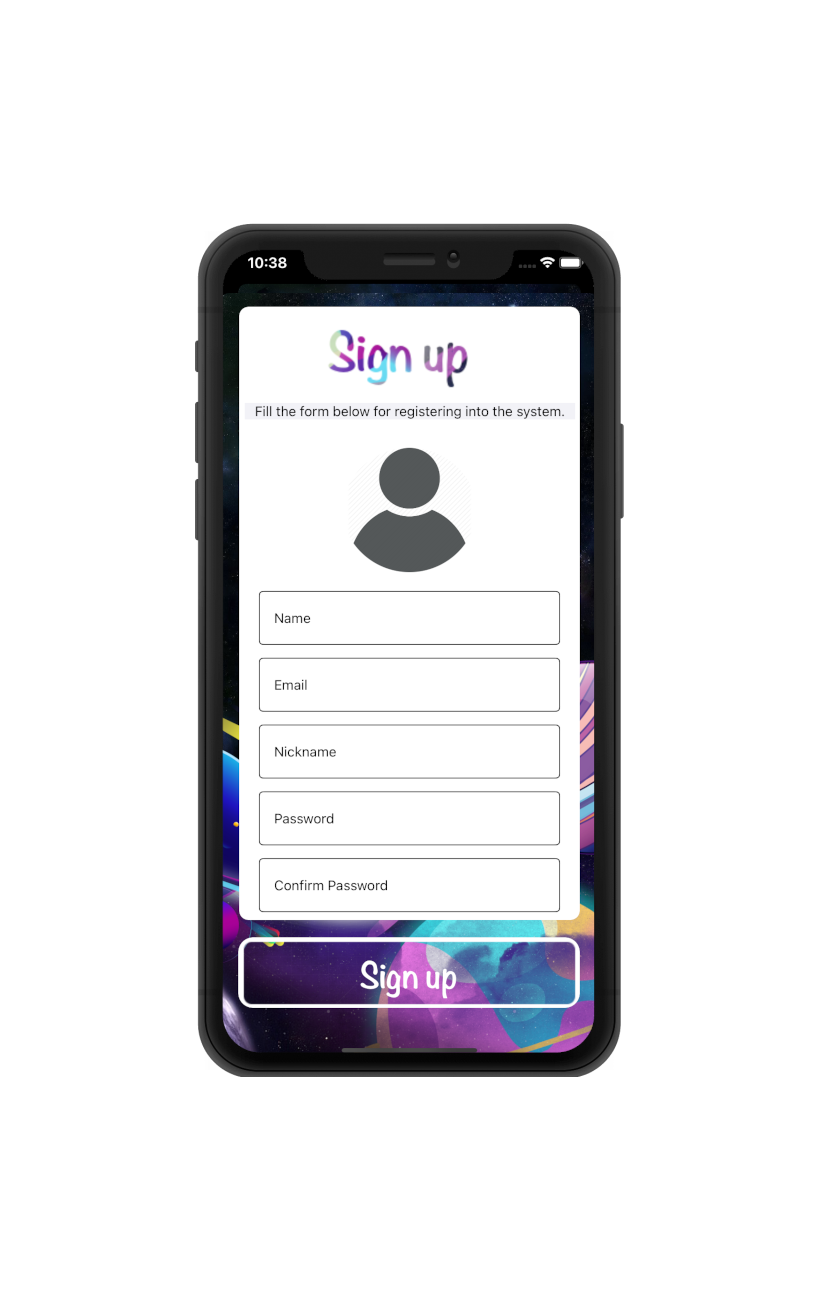 10:38
Sign up
Fill the form below for registering into the system.
Name
Email
Nickname
Password
Confirm Password
Sign up